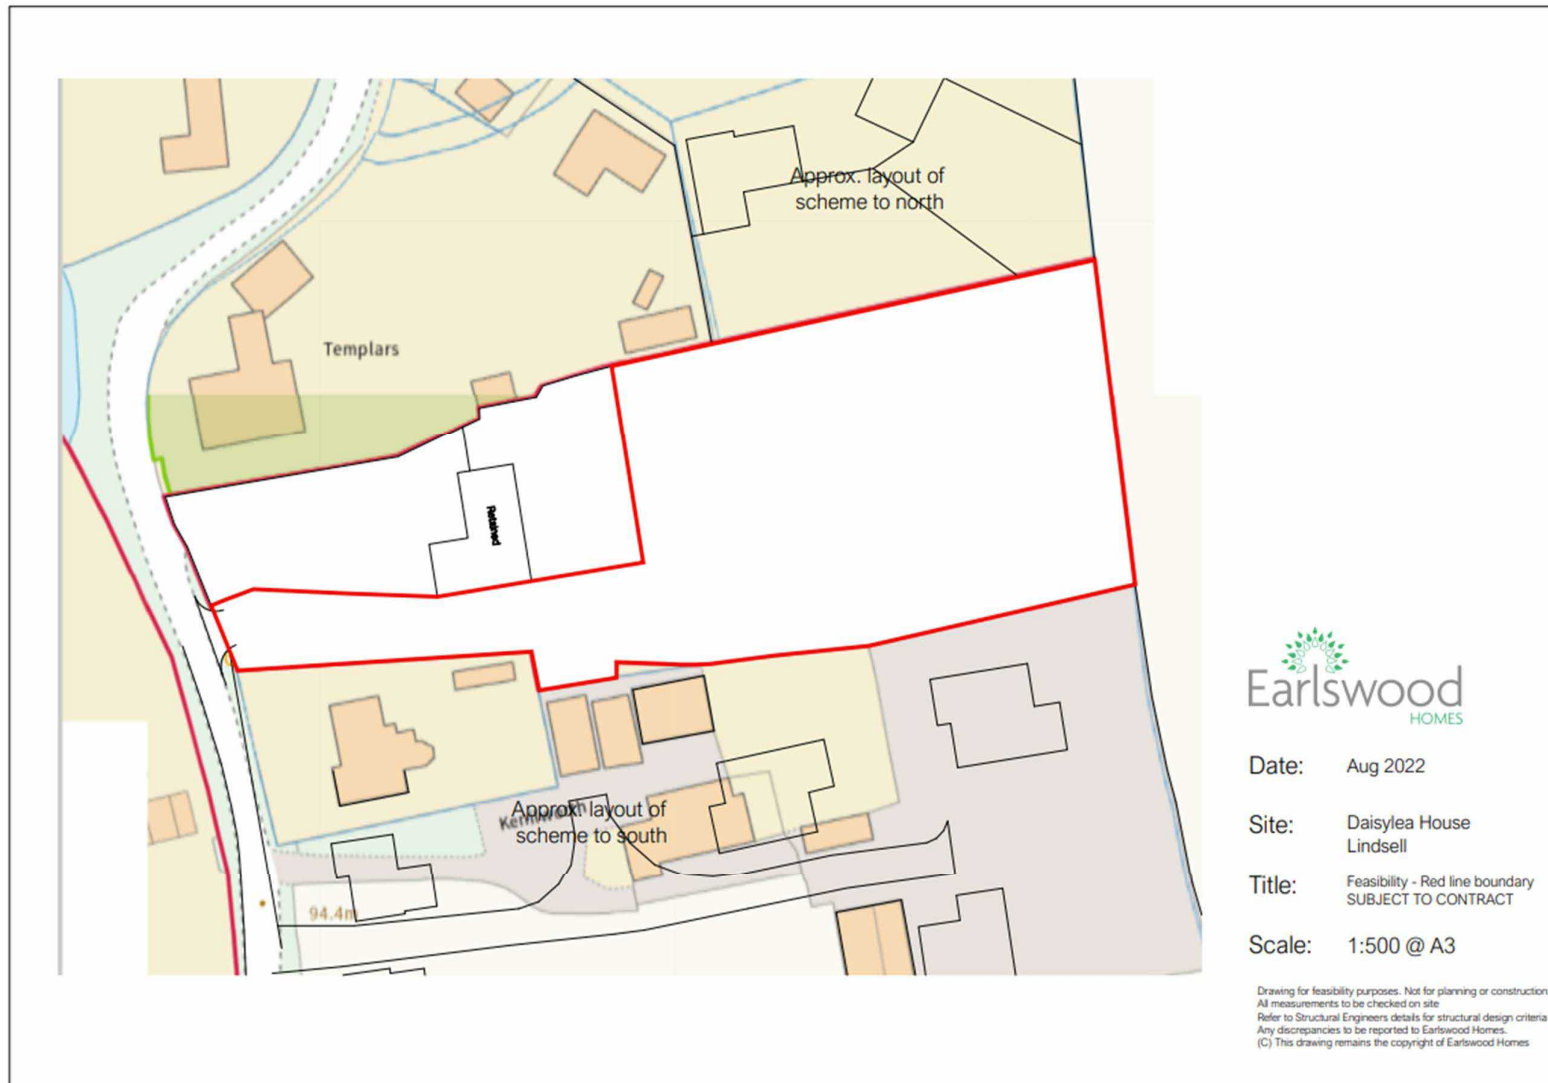 Approx. layout of
scheme to north
Templars
Retained
Approx. layout of
scheme to south
94.4m
Earlswood
HOMES
Date: Aug 2022
Site: Daisylea House
Lindsell
Title: Feasibility - Red line boundary
SUBJECT TO CONTRACT
Scale: 1:500 @ A3
Drawing for feasibility purposes. Not for planning or construction
All measurements to be checked on site
Refer to Structural Engineers details for structural design criteria
Any discrepancies to be reported to Earlswood Homes.
(C) This drawing remains the copyright of Earlswood Homes